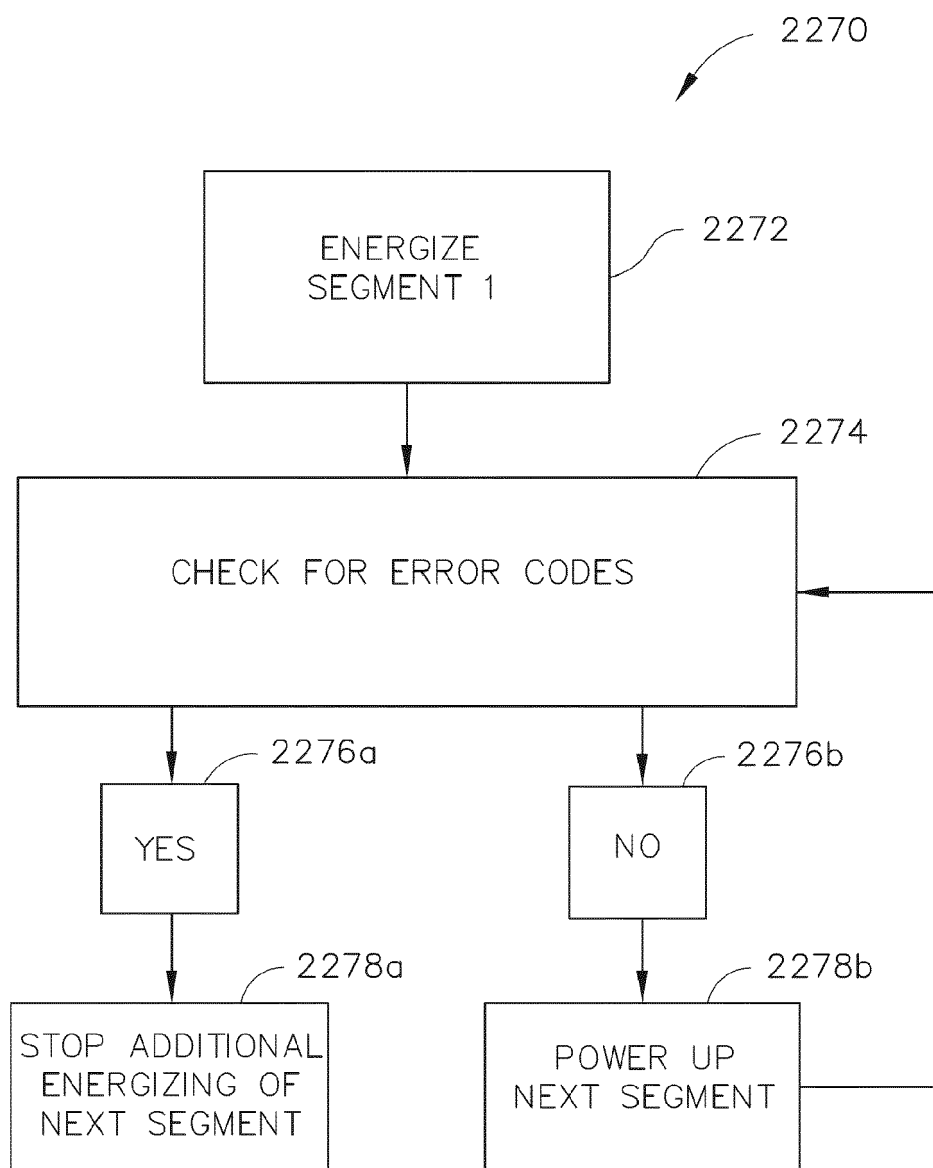 2270
ENERGIZE
SEGMENT 1
2272
2274
CHECK FOR ERROR CODES
2276a
2276b
YES
NO
2278a
2278b
STOP ADDITIONAL
ENERGIZING OF
NEXT SEGMENT
POWER UP
NEXT SEGMENT